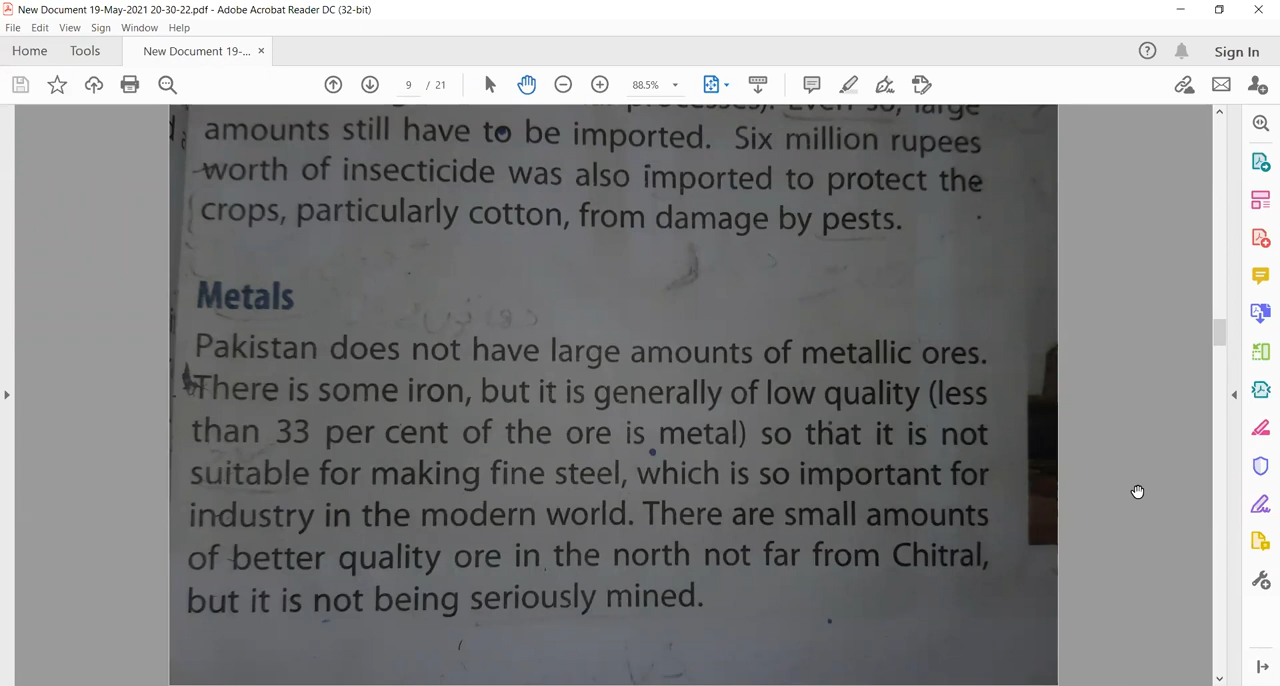 New Document 19-May-2021 20-30-22.pdf - Adobe Acrobat Reader DC (32-bit)
File Edit View Sign Window Help
Home Tools New Document 19-... × Sign In
9 / 21 88.5%
processes). Even so, large
amounts still have to be imported. Six million rupees
worth of insecticide was also imported to protect the
crops, particularly cotton, from damage by pests.
Metals
Pakistan does not have large amounts of metallic ores.
There is some iron, but it is generally of low quality (less
than 33 per cent of the ore is metal) so that it is not
suitable for making fine steel, which is so important for
industry in the modern world. There are small amounts
of better quality ore in the north not far from Chitral,
but it is not being seriously mined.